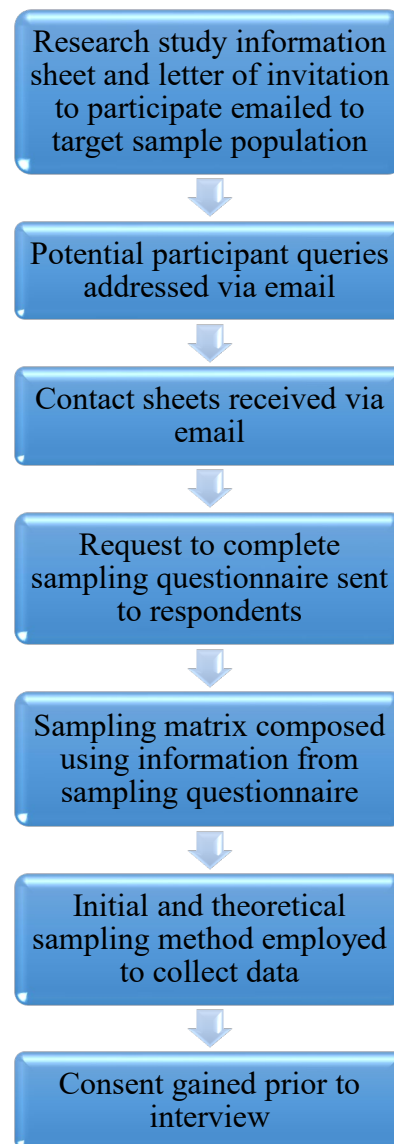 Research study information
sheet and letter of invitation
to participate emailed to
target sample population
Potential participant queries
addressed via email
Contact sheets received via
email
Request to complete
sampling questionnaire sent
to respondents
Sampling matrix composed
using information from
sampling questionnaire
Initial and theoretical
sampling method employed
to collect data
Consent gained prior to
interview